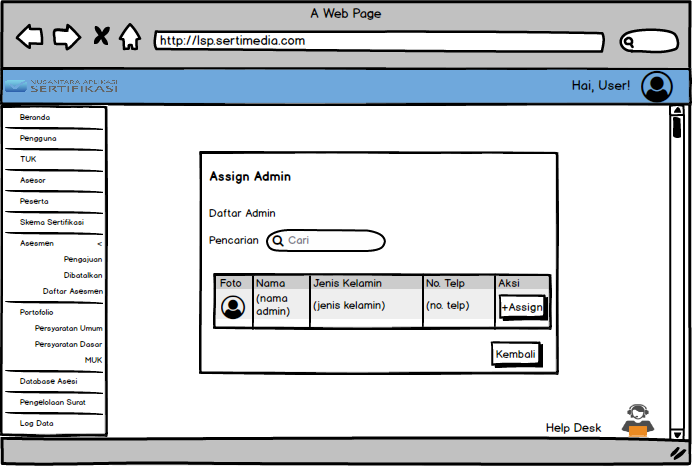 A Web Page
http://lsp.sertimedia.com
NUSANTARA APLIKASI
SERTIFIKASI
Hai, User!
Beranda
Pengguna
TUK
Asesor
Peserta
Skema Sertifikasi
Asesmen <
Pengajuan
Dibatalkan
Daftar Asesmen
Portofolio
Persyaratan Umum
Persyaratan Dasar
MUK
Database Asesi
Pengelolaan Surat
Log Data
Assign Admin
Daftar Admin
Pencarian Cari
Foto Nama Jenis Kelamin No. Telp Aksi
(nama
admin) (jenis kelamin) (no. telp) +Assign
Kembali
Help Desk